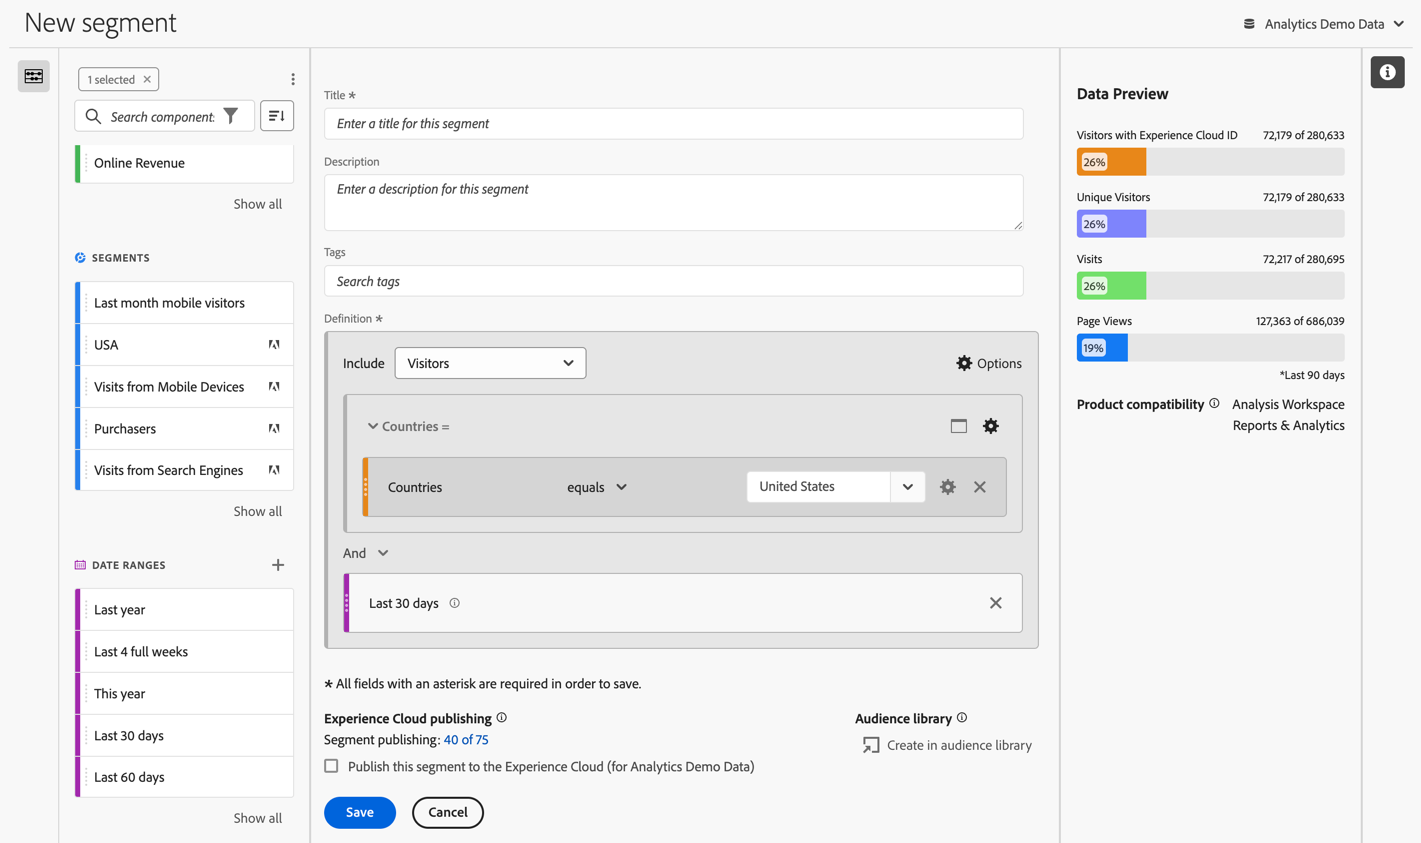 New segment
Analytics Demo Data
1 selected
Search component
Online Revenue
Show all
SEGMENTS
Last month mobile visitors
USA
Visits from Mobile Devices
Purchasers
Visits from Search Engines
Show all
DATE RANGES
Last year
Last 4 full weeks
This year
Last 30 days
Last 60 days
Show all
Title *
Enter a title for this segment
Description
Enter a description for this segment
Tags
Search tags
Definition *
Include Visitors Options
Countries =
Countries equals United States
And
Last 30 days
* All fields with an asterisk are required in order to save.
Experience Cloud publishing
Segment publishing: 40 of 75
Publish this segment to the Experience Cloud (for Analytics Demo Data)
Audience library
Create in audience library
Save Cancel
Data Preview
Visitors with Experience Cloud ID 72,179 of 280,633
26%
Unique Visitors 72,179 of 280,633
26%
Visits 72,217 of 280,695
26%
Page Views 127,363 of 686,039
19%
*Last 90 days
Product compatibility Analysis Workspace
Reports & Analytics